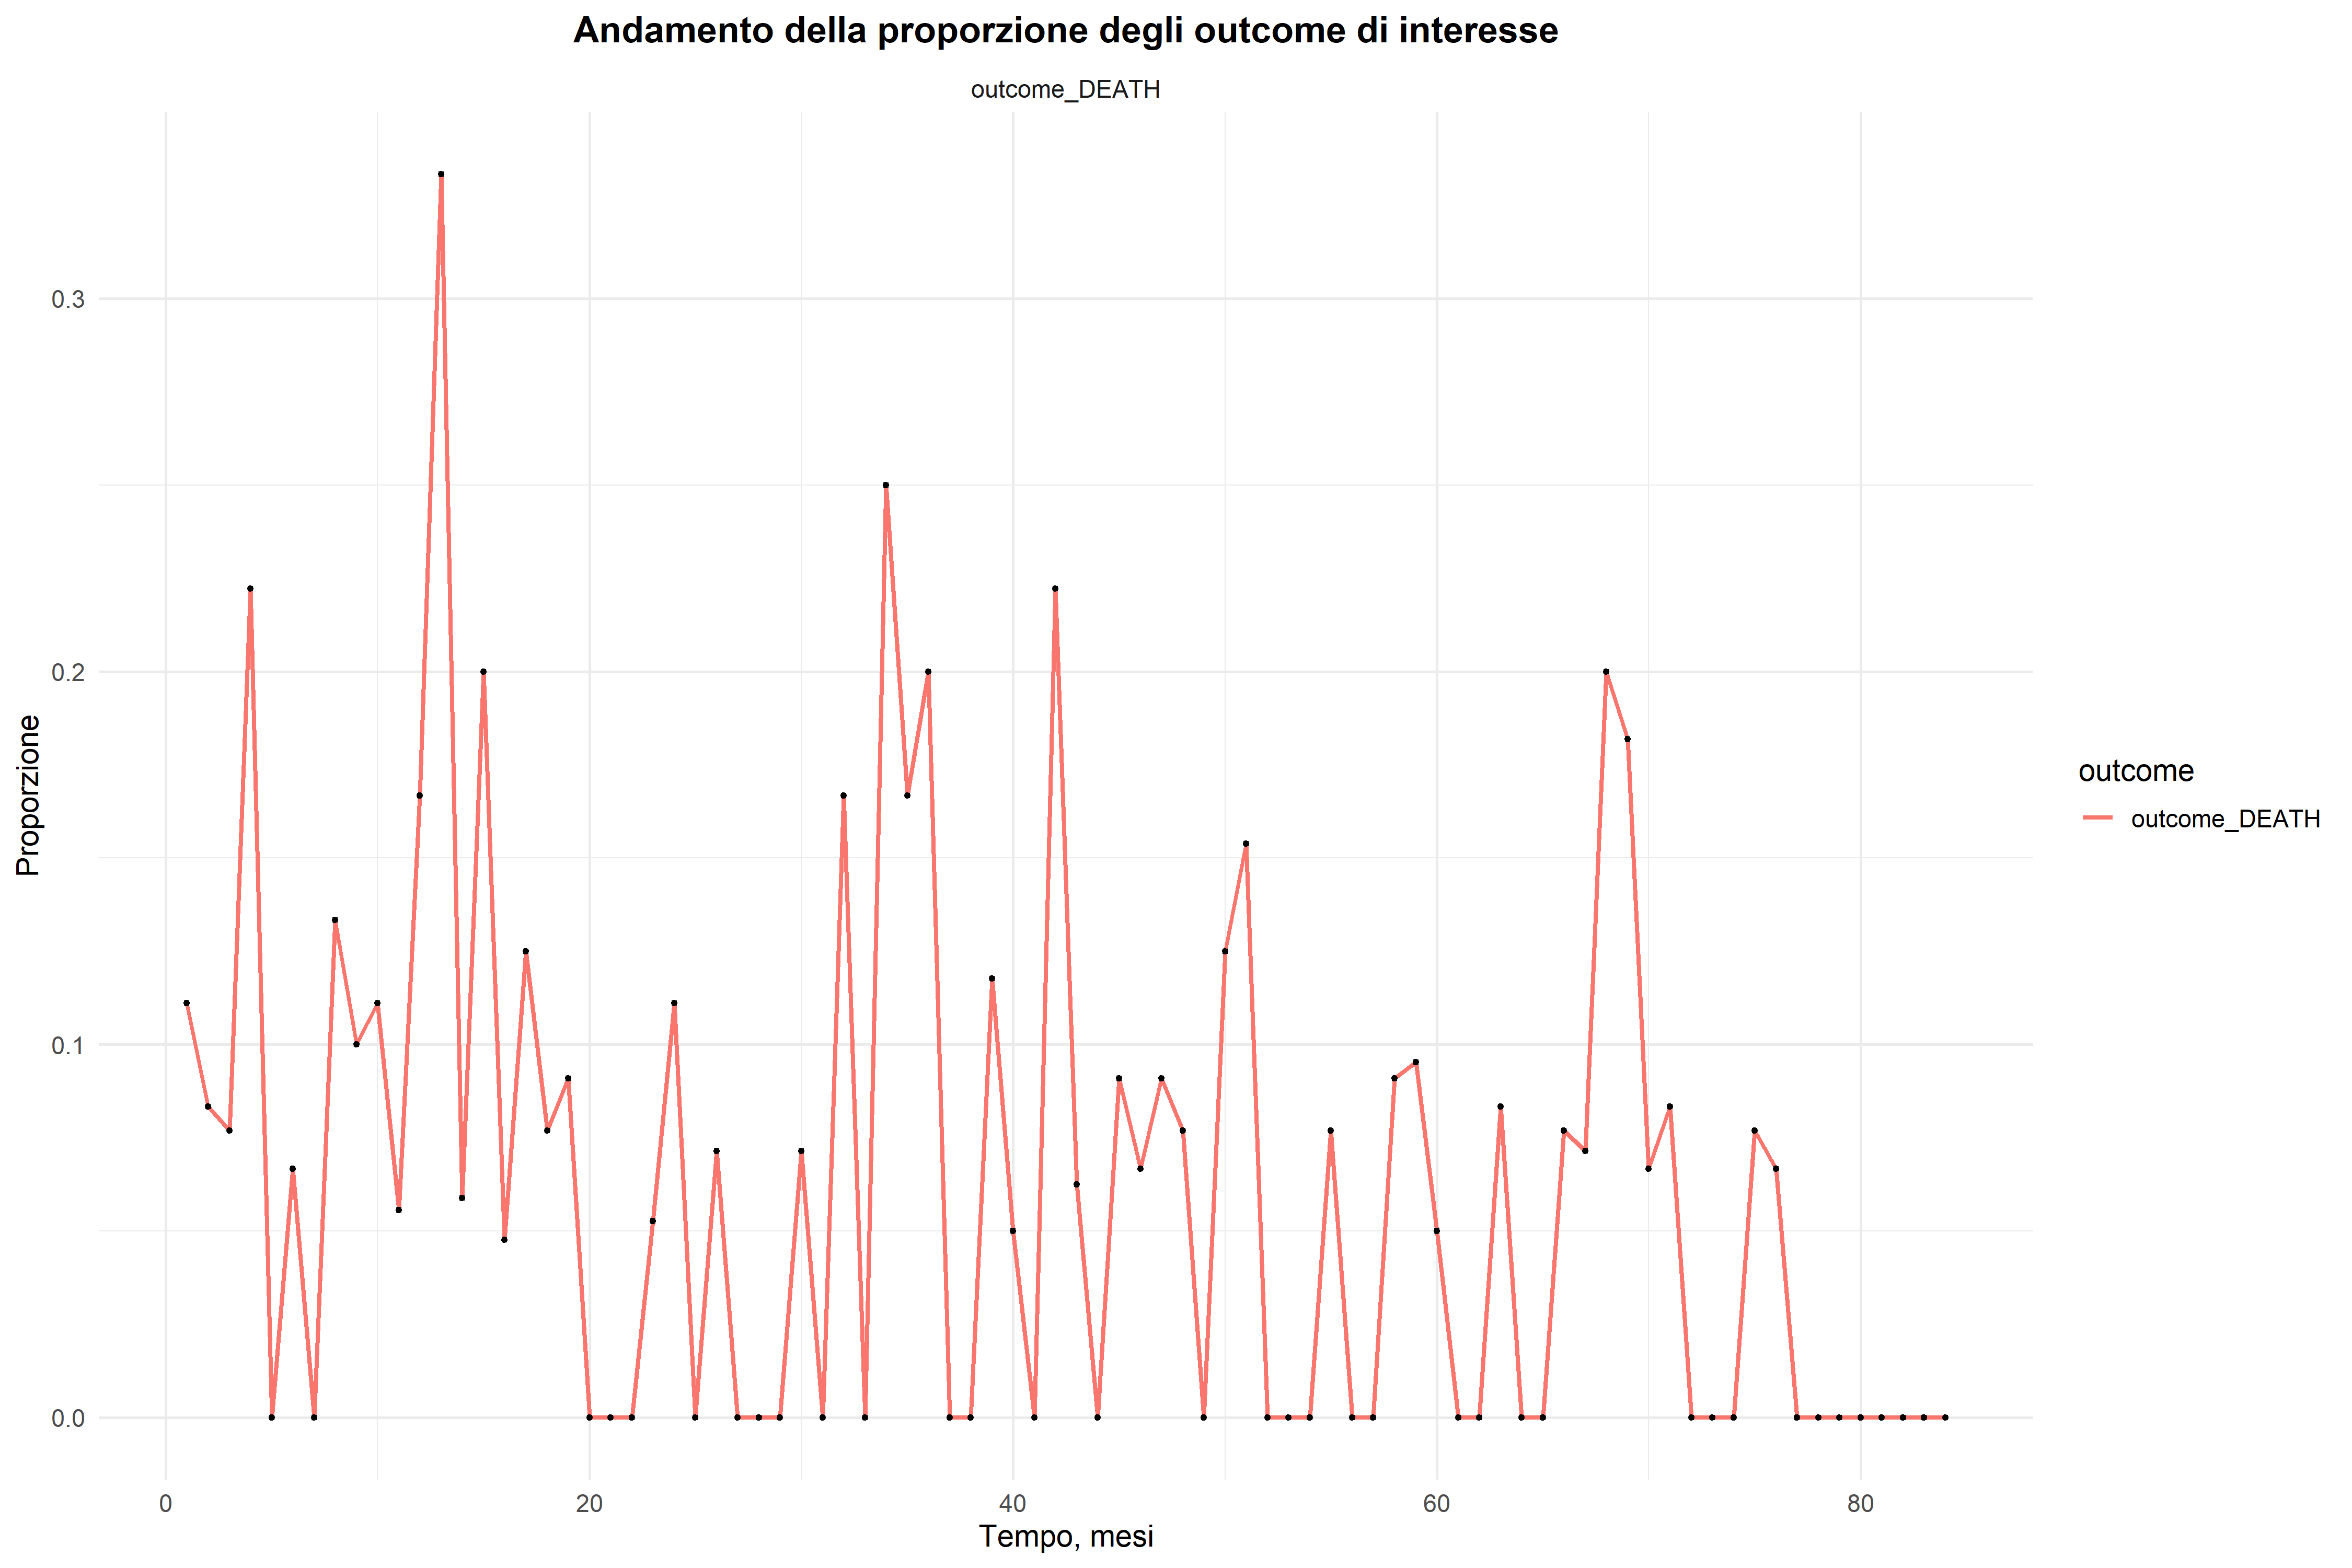 Andamento della proporzione degli outcome di interesse
outcome_DEATH
0.3
0.2
0.1
0.0
Proporzione
0
20
40
60
80
Tempo, mesi
outcome
outcome_DEATH